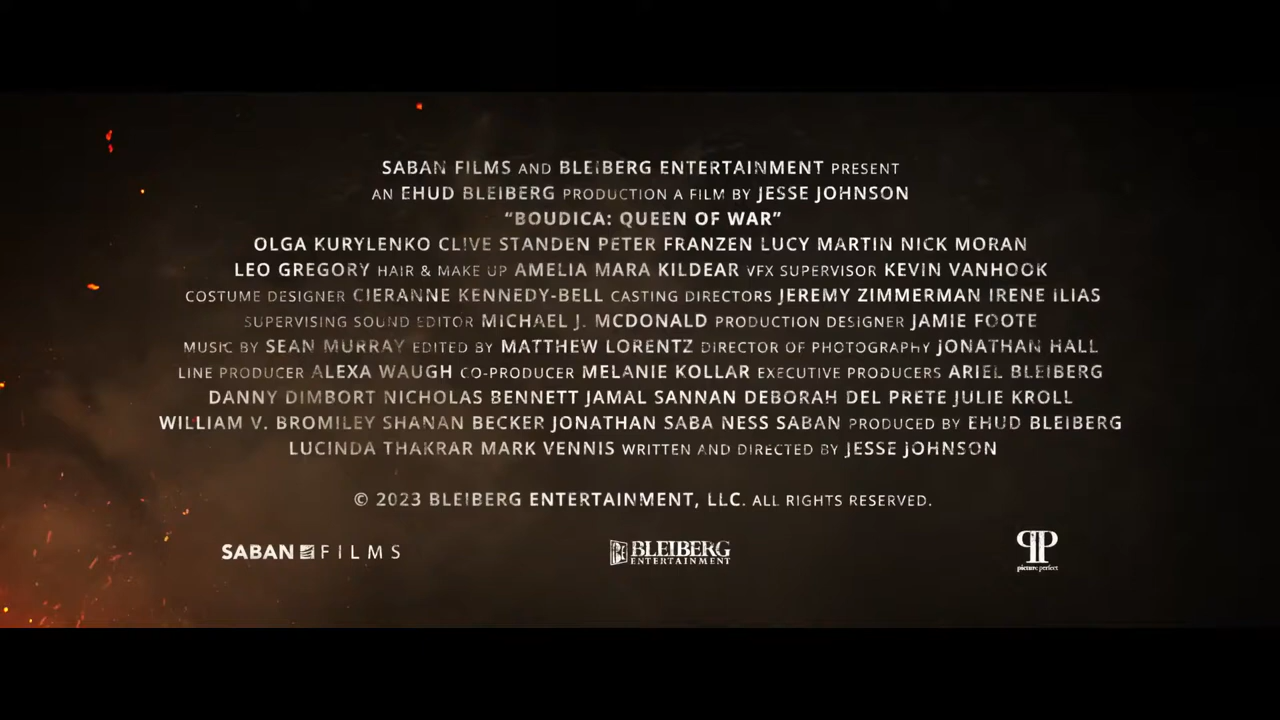 SABAN FILMS AND BLEIBERG ENTERTAINMENT PRESENT
AN EHUD BLEIBERG PRODUCTION A FILM BY JESSE JOHNSON
“BOUDICA: QUEEN OF WAR”
OLGA KURYLENKO CLIVE STANDEN PETER FRANZEN LUCY MARTIN NICK MORAN
LEO GREGORY HAIR & MAKE UP AMELIA MARA KILDEAR VFX SUPERVISOR KEVIN VANHOOK
COSTUME DESIGNER CIERANNE KENNEDY-BELL CASTING DIRECTORS JEREMY ZIMMERMAN IRENE ILIAS
SUPERVISING SOUND EDITOR MICHAEL J. MCDONALD PRODUCTION DESIGNER JAMIE FOOTE
MUSIC BY SEAN MURRAY EDITED BY MATTHEW LORENTZ DIRECTOR OF PHOTOGRAPHY JONATHAN HALL
LINE PRODUCER ALEXA WAUGH CO-PRODUCER MELANIE KOLLAR EXECUTIVE PRODUCERS ARIEL BLEIBERG
DANNY DIMBORT NICHOLAS BENNETT JAMAL SANNAN DEBORAH DEL PRETE JULIE KROLL
WILLIAM V. BROMILEY SHANAN BECKER JONATHAN SABA NESS SABAN PRODUCED BY EHUD BLEIBERG
LUCINDA THAKRAR MARK VENNIS WRITTEN AND DIRECTED BY JESSE JOHNSON
© 2023 BLEIBERG ENTERTAINMENT, LLC. ALL RIGHTS RESERVED.
SABAN FILMS
BLEIBERG
ENTERTAINMENT
PP
picture perfect